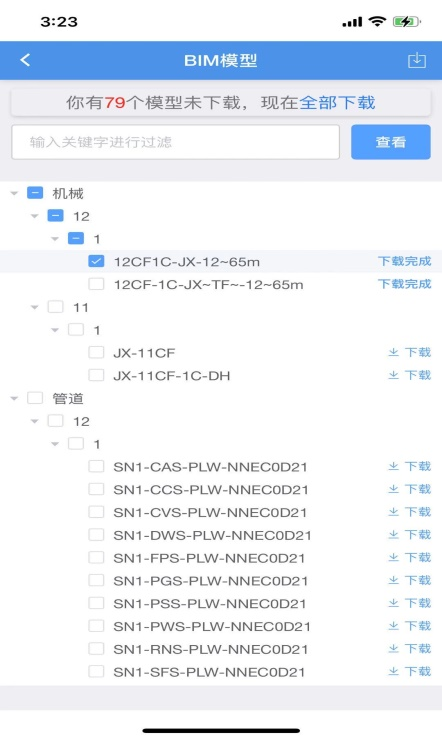 3:23
BIM模型
你有79个模型未下载，现在全部下载
输入关键字进行过滤
查看
机械
12
1
12CF1C-JX-12~65m 下载完成
12CF-1C-JX~TF~-12~65m 下载完成
11
1
JX-11CF 下载
JX-11CF-1C-DH 下载
管道
12
1
SN1-CAS-PLW-NNEC0D21 下载
SN1-CCS-PLW-NNEC0D21 下载
SN1-CVS-PLW-NNEC0D21 下载
SN1-DWS-PLW-NNEC0D21 下载
SN1-FPS-PLW-NNEC0D21 下载
SN1-PGS-PLW-NNEC0D21 下载
SN1-PSS-PLW-NNEC0D21 下载
SN1-PWS-PLW-NNEC0D21 下载
SN1-RNS-PLW-NNEC0D21 下载
SN1-SFS-PLW-NNEC0D21 下载